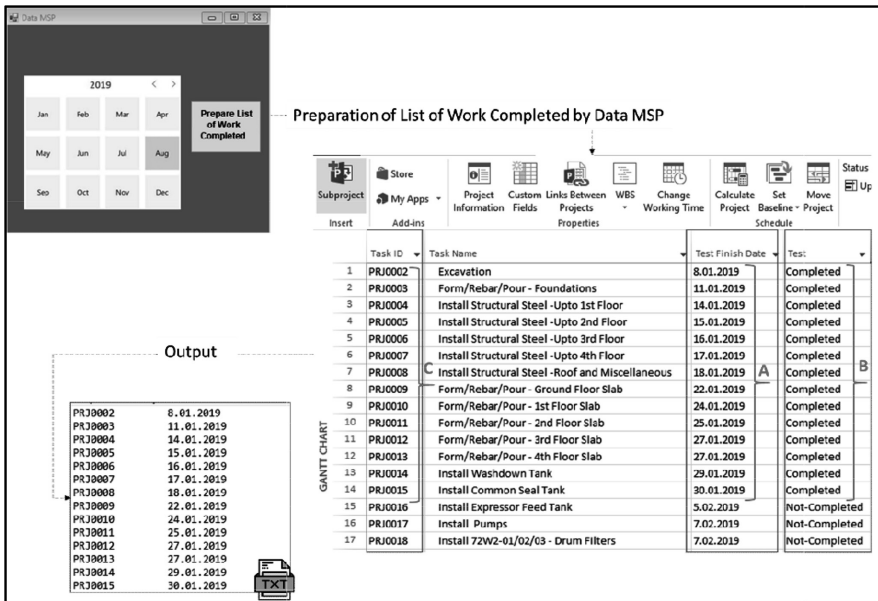 Data MSP
2019 < >
Jan Feb Mar Apr
May Jun Jul Aug
Sep Oct Nov Dec
Prepare List
of Work
Completed
Preparation of List of Work Completed by Data MSP
Subproject
Insert
Store
My Apps
Add-ins
Project Information
Custom Fields
Links Between Projects
WBS
Change Working Time
Properties
Calculate Project
Set Baseline
Move Project
Schedule
Status
Up
Task ID Task Name Test Finish Date Test
1 PRJ0002 Excavation 8.01.2019 Completed
2 PRJ0003 Form/Rebar/Pour - Foundations 11.01.2019 Completed
3 PRJ0004 Install Structural Steel -Upto 1st Floor 14.01.2019 Completed
4 PRJ0005 Install Structural Steel -Upto 2nd Floor 15.01.2019 Completed
5 PRJ0006 Install Structural Steel -Upto 3rd Floor 16.01.2019 Completed
6 PRJ0007 Install Structural Steel -Upto 4th Floor 17.01.2019 Completed
7 PRJ0008 C Install Structural Steel -Roof and Miscellaneous 18.01.2019 A Completed B
8 PRJ0009 Form/Rebar/Pour - Ground Floor Slab 22.01.2019 Completed
9 PRJ0010 Form/Rebar/Pour - 1st Floor Slab 24.01.2019 Completed
10 PRJ0011 Form/Rebar/Pour - 2nd Floor Slab 25.01.2019 Completed
11 PRJ0012 Form/Rebar/Pour - 3rd Floor Slab 27.01.2019 Completed
12 PRJ0013 Form/Rebar/Pour - 4th Floor Slab 27.01.2019 Completed
13 PRJ0014 Install Washdown Tank 29.01.2019 Completed
14 PRJ0015 Install Common Seal Tank 30.01.2019 Completed
15 PRJ0016 Install Expressor Feed Tank 5.02.2019 Not-Completed
16 PRJ0017 Install Pumps 7.02.2019 Not-Completed
17 PRJ0018 Install 72W2-01/02/03 - Drum Filters 7.02.2019 Not-Completed
GANTT CHART
Output
PRJ0002 8.01.2019
PRJ0003 11.01.2019
PRJ0004 14.01.2019
PRJ0005 15.01.2019
PRJ0006 16.01.2019
PRJ0007 17.01.2019
PRJ0008 18.01.2019
PRJ0009 22.01.2019
PRJ0010 24.01.2019
PRJ0011 25.01.2019
PRJ0012 27.01.2019
PRJ0013 27.01.2019
PRJ0014 29.01.2019
PRJ0015 30.01.2019
TXT